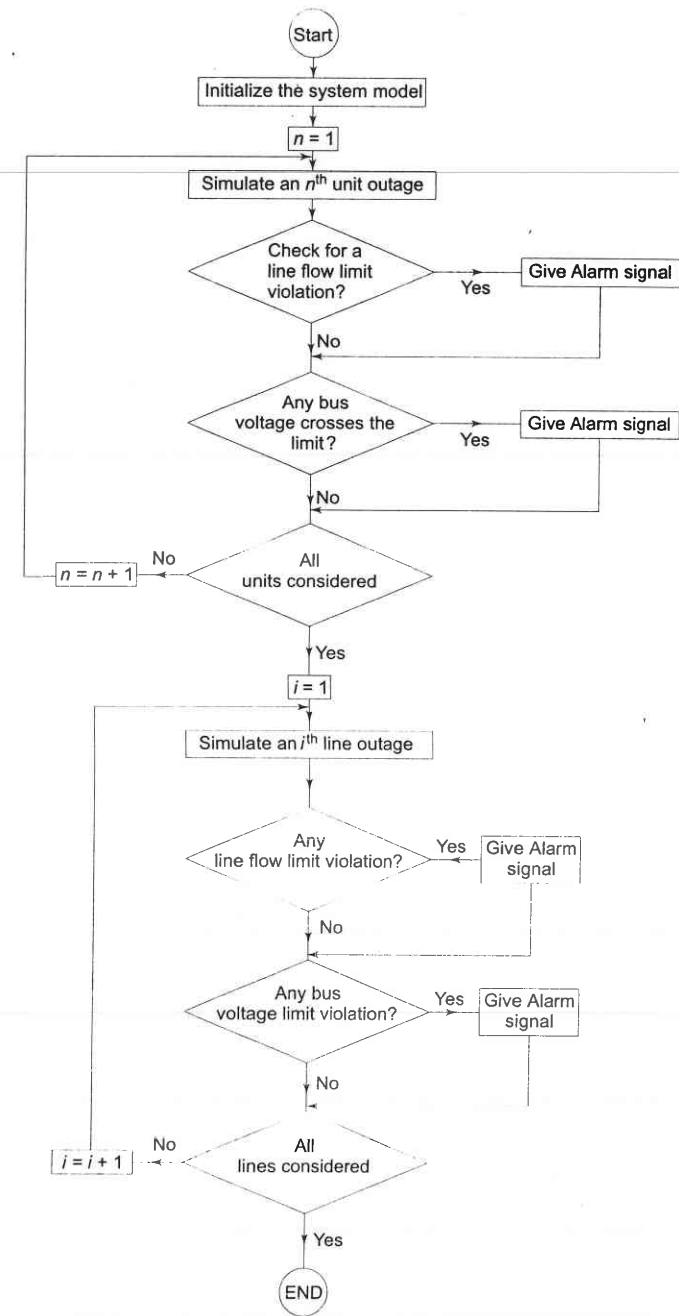 Start
Initialize the system model
n = 1
Simulate an nth unit outage
Check for a
line flow limit
violation?
Yes
Give Alarm signal
No
Any bus
voltage crosses the
limit?
Yes
Give Alarm signal
No
All
units considered
No
n = n + 1
Yes
i = 1
Simulate an ith line outage
Any
line flow limit violation?
Yes
Give Alarm
signal
No
Any bus
voltage limit violation?
Yes
Give Alarm
signal
No
All
lines considered
No
i = i + 1
Yes
END